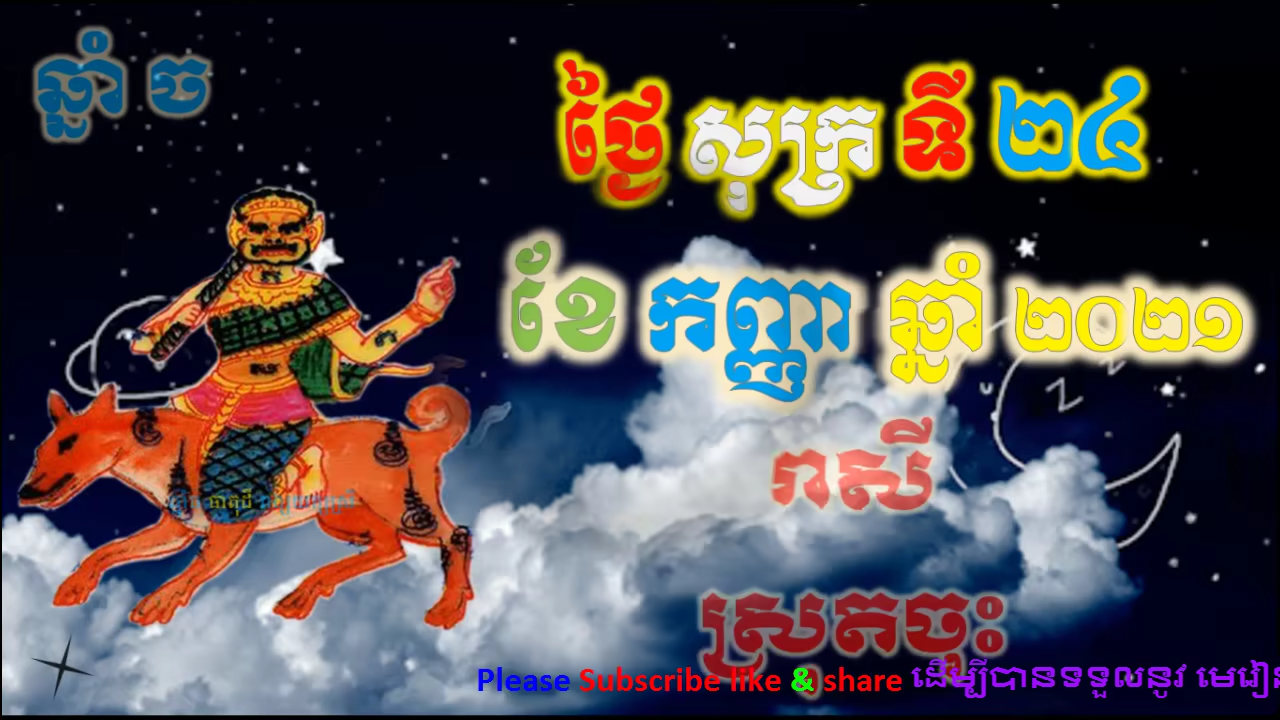 ឆ្នាំ ច
ថ្ងៃ សុក្រ ទី ២៤
ខែ កញ្ញា ឆ្នាំ ២០២១
រាសី
ស្រុតចុះ
Please Subscribe like & share ដើម្បីបានទទួលនូវ មេរៀន